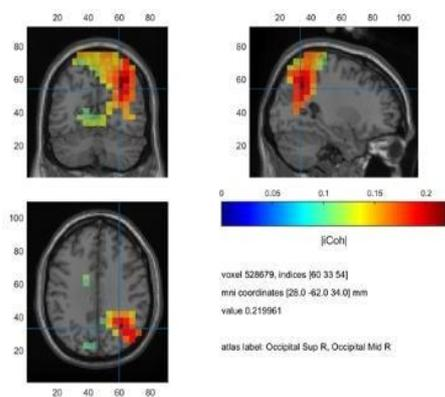 20 40 60 80
80
60
40
20
20 40 60 80 100
80
60
40
20
100
80
60
40
20
20 40 60 80
0 0.05 0.1 0.15 0.2
|iCoh|
voxel 528679, indices [60 33 54]
mni coordinates [28.0 -62.0 34.0] mm
value 0.219961
atlas label: Occipital Sup R, Occipital Mid R